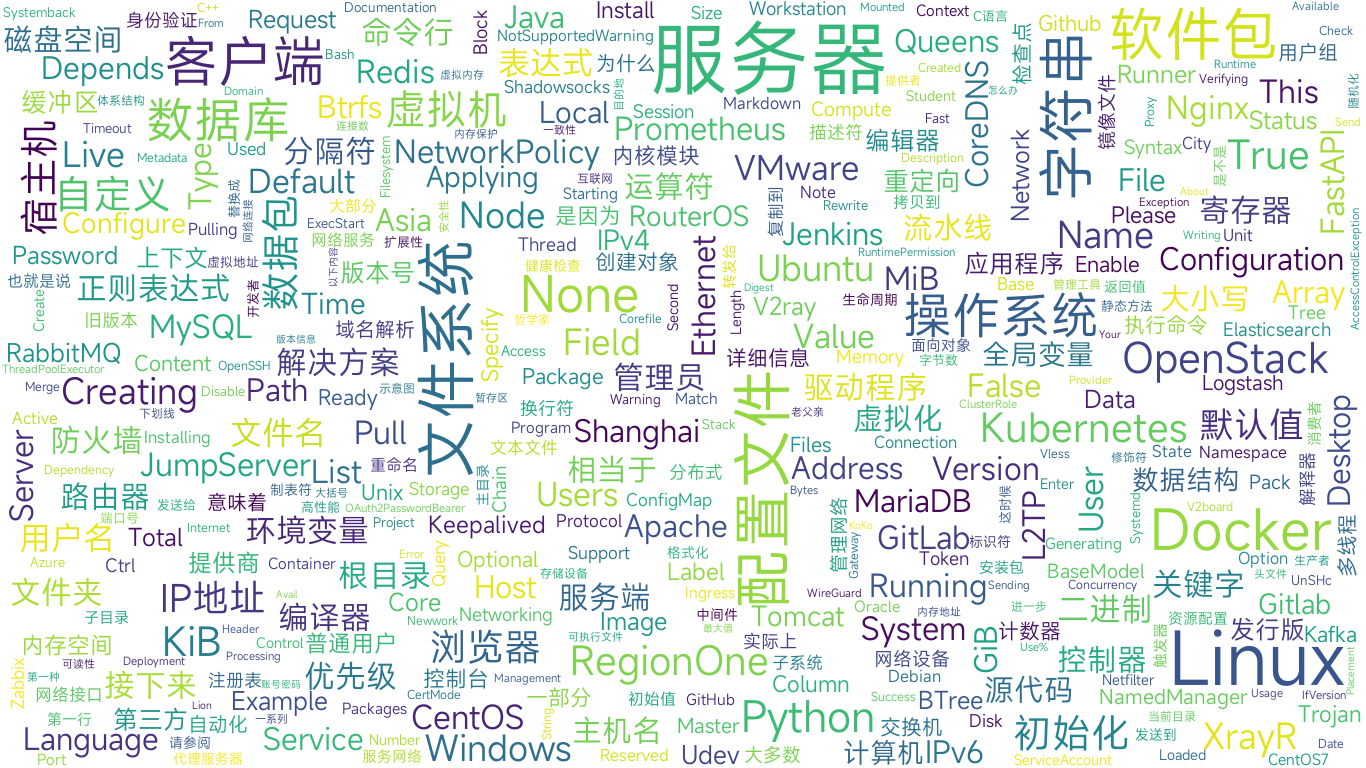 Systemback
身份验证
C++
From
Documentation
Request
命令行
Block
Java
Install
Size
Workstation
Mounted
Context
C语言
Available
磁盘空间
客户端
Bash
NotSupportedWarning
服务器
Queens
检查点
Github
软件包
Check
用户组
Depends
Redis
虚拟内存
表达式
为什么
Shadowsocks
目的地
提供者
Created
怎么办
CoreDNS
字符串
镜像文件
Runtime
Runner
Verifying
This
随机化
缓冲区
体系结构
Domain
数据库
Btrfs
连接数
虚拟机
Local
Session
Markdown
Compute
Student
Fast
Proxy
Nginx
Status
Send
宿主机
Timeout
内存保护
一致性
Prometheus
描述符
编辑器
Network
Syntax
City
是不是
True
FastAPI
Live
Metadata
Used
分隔符
Filesystem
NetworkPolicy
互联网
内核模块
VMware
Description
自定义
Type
替换成
网络连接
Default
Applying
Starting
运算符
Note
重定向
拷贝到
File
Exception
About
寄存器
Configure
Pulling
数据包
大部分
ExecStart
Asia
安全性
Node
是因为
RouterOS
复制到
Rewrite
流水线
Please
Writing
Unit
Password
上下文
虚拟地址
以下内容
网络服务
扩展性
文件系统
Thread
IPv4
Ethernet
转发给
Jenkins
RuntimePermission
Name
AccessControlException
也就是说
正则表达式
开发者
版本号
健康检查
创建对象
Second
Ubuntu
MiB
应用程序
Enable
Configuration
Create
旧版本
MySQL
Time
None
哲学家
Corefile
Length
Digest
V2ray
生命周期
Base
管理工具
返回值
静态方法
大小写
Array
Tree
域名解析
版本信息
Specify
Access
Field
Value
操作系统
面向对象
字节数
Your
执行命令
Elasticsearch
RabbitMQ
ThreadPoolExecutor
Content
OpenSSH
解决方案
详细信息
Memory
全局变量
OpenStack
Merge
Creating
Disable
Path
Ready
示意图
暂存区
Package
管理员
Warning
Match
配置文件
驱动程序
False
Provider
Logstash
Active
下划线
换行符
Program
Shanghai
Stack
老父亲
虚拟化
ClusterRole
Data
默认值
消费者
Desktop
Server
防火墙
Installing
文件名
Pull
文本文件
Files
Connection
Kubernetes
Namespace
Dependency
JumpServer
List
重命名
主目录
Chain
相当于
分布式
Address
Version
Vless
修饰符
State
解释器
路由器
发送给
意味着
制表符
大括号
高性能
Unix
Storage
OAuth2PasswordBearer
Users
ConfigMap
Bytes
MariaDB
这时候
Enter
User
数据结构
Pack
用户名
端口号
Total
Internet
环境变量
Project
Keepalived
Protocol
Apache
管理网络
KoKo
Gateway
GitLab
标识符
L2TP
Systemd
V2board
Docker
多线程
Azure
Ctrl
提供商
Container
根目录
Error
Query
Optional
存储设备
Support
格式化
Label
Ingress
WireGuard
Token
Generating
安装包
BaseModel
Option
头文件
生产者
UnSHc
文件夹
子目录
IP地址
Avail
编译器
Core
Newwork
Host
Networking
服务端
Image
中间件
最大值
Tomcat
Oracle
Running
内存地址
Sending
Concurrency
进一步
二进制
关键字
资源配置
Gitlab
内存空间
可读性
KiB
Header
Control
普通用户
浏览器
可执行文件
实际上
System
计数器
GiB
Use%
触发器
Linux
发行版
Kafka
Zabbix
第一种
网络接口
Deployment
接下来
Processing
注册表
账号密码
优先级
控制台
CertMode
Management
RegionOne
子系统
Column
网络设备
Debian
控制器
Netfilter
Placement
第一行
第三方
Lion
自动化
Example
一系列
Packages
CentOS
一部分
String
初始值
GitHub
Success
BTree
源代码
NamedManager
Usage
IfVersion
Language
Port
请参阅
代理服务器
Service
Number
服务网络
Windows
主机名
Reserved
Master
Udev
Python
大多数
交换机
Disk
计算机
IPv6
初始化
ServiceAccount
当前目录
发送到
Loaded
XrayR
Trojan
Date
CentOS7